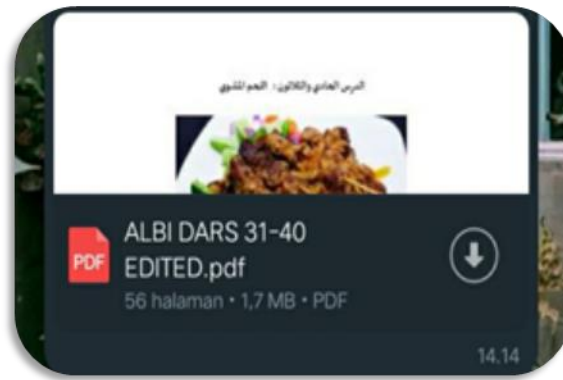 الدرس الحادي والثلاثون: اللحم المشوي
PDF
ALBI DARS 31-40
EDITED.pdf
56 halaman • 1,7 MB • PDF
14.14